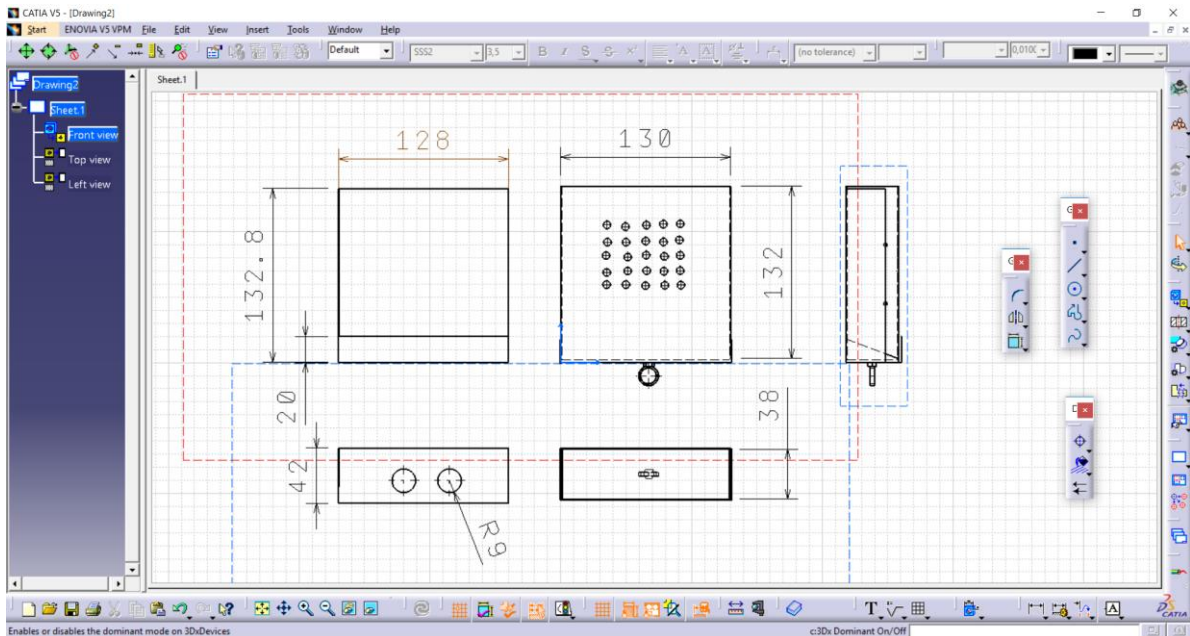 CATIA V5 - [Drawing2]
Start ENOVIA V5 VPM File Edit View Insert Tools Window Help
Default SSS2 3,5 B I S S (no tolerance) 0,010(
Drawing2
Sheet.1
Front view
Top view
Left view
Sheet.1
128
130
132.8
132
20
38
42
R9
Enables or disables the dominant mode on 3DxDevices
c:3Dx Dominant On/Off
CATIA